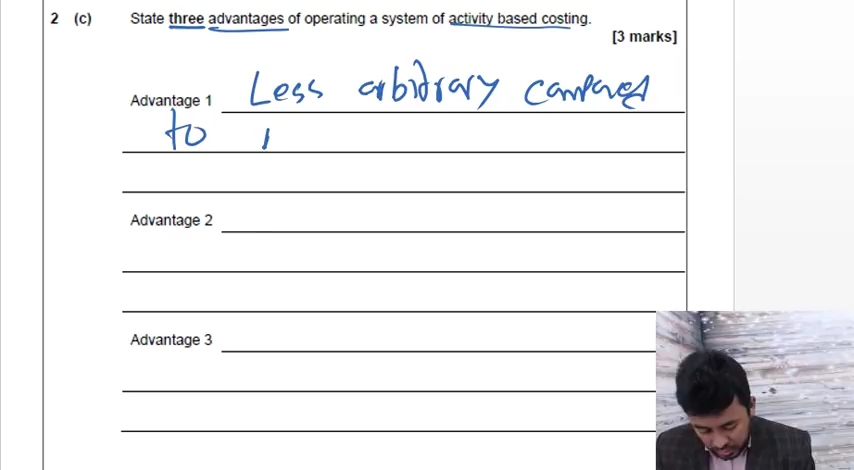 2 (c) State three advantages of operating a system of activity based costing.
[3 marks]
Advantage 1 Less arbitrary compared
to
Advantage 2
Advantage 3